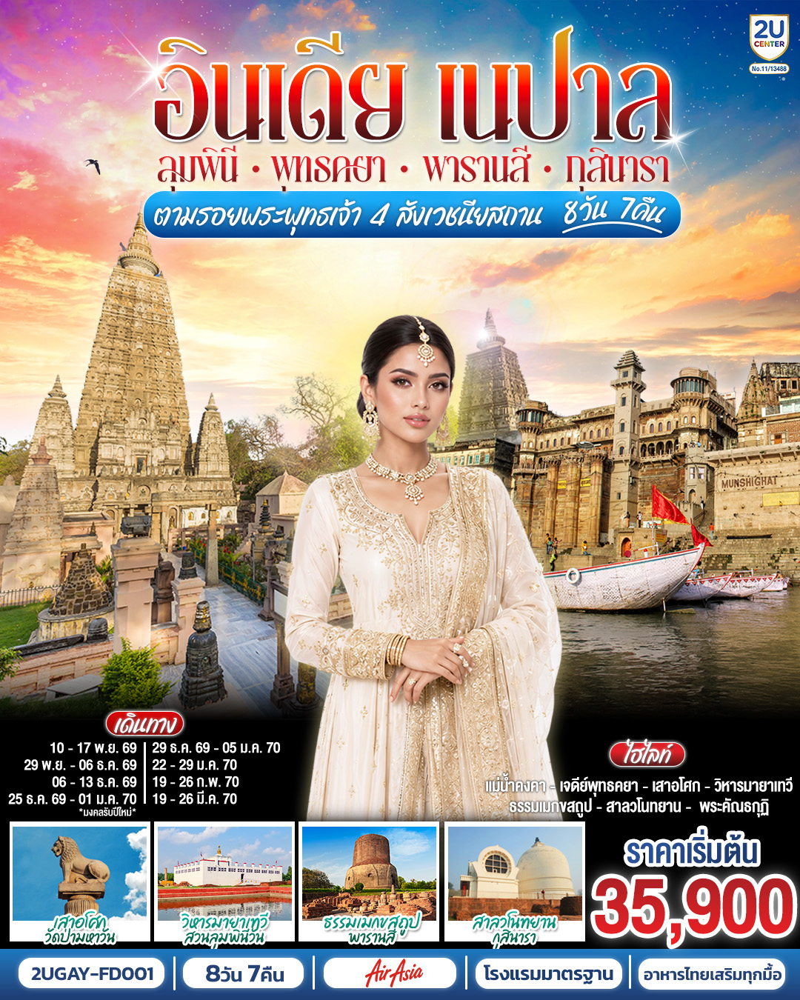 2U
CENTER
No.11/13488
อินเดีย เนปาล
ลุมพินี • พุทธคยา • พาราณสี • กุสินารา
ตามรอยพระพุทธเจ้า 4 สังเวชนียสถาน 8วัน 7คืน
MUNSHIGHAT
เดินทาง
10 - 17 พ.ย. 69
29 พ.ย. - 06 ธ.ค. 69
06 - 13 ธ.ค. 69
25 ธ.ค. 69 - 01 ม.ค. 70
*มงคลรับปีใหม่*
29 ธ.ค. 69 - 05 ม.ค. 70
22 - 29 ม.ค. 70
19 - 26 ก.พ. 70
19 - 26 มี.ค. 70
ไฮไลท์
แม่น้ำคงคา - เจดีย์พุทธคยา - เสาอโศก - วิหารมายาเทวี
ธรรมเมกขสถูป - สาลวโนทยาน - พระคัณธกุฎิ
เสาอโศก
วัดป่ามหาวัน
วิหารมายาเทวี
สวนลุมพินีวัน
ธรรมเมกขสถูป
พาราณสี
สาลวโนทยาน
กุสินารา
ราคาเริ่มต้น
35,900
2UGAY-FD001
8วัน 7คืน
AirAsia
โรงแรมมาตรฐาน
อาหารไทยเสริมทุกมื้อ